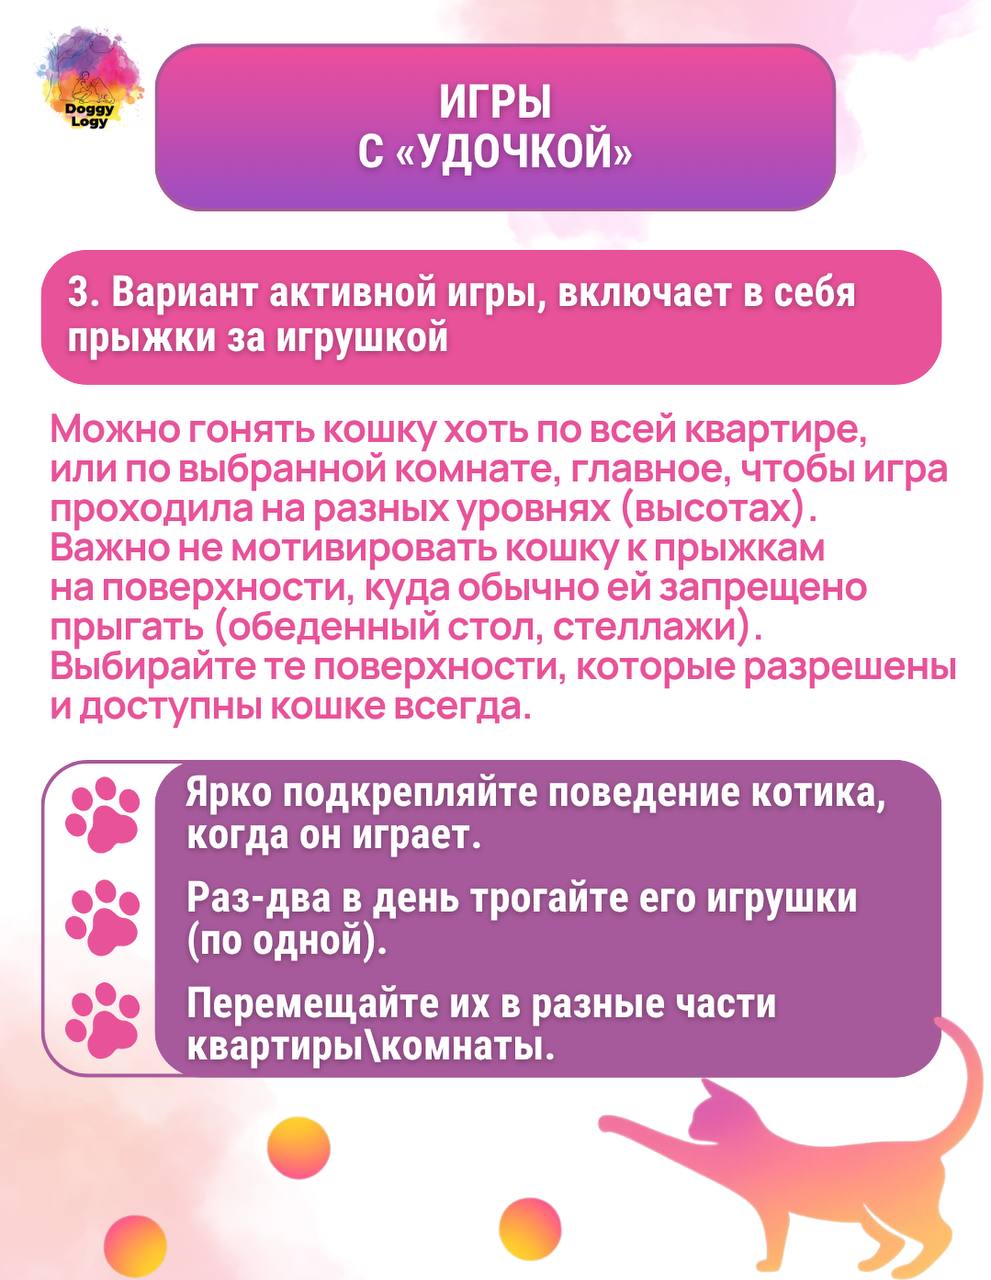 Doggy
Logy
ИГРЫ
С «УДОЧКОЙ»
3. Вариант активной игры, включает в себя
прыжки за игрушкой
Можно гонять кошку хоть по всей квартире,
или по выбранной комнате, главное, чтобы игра
проходила на разных уровнях (высотах).
Важно не мотивировать кошку к прыжкам
на поверхности, куда обычно ей запрещено
прыгать (обеденный стол, стеллажи).
Выбирайте те поверхности, которые разрешены
и доступны кошке всегда.
Ярко подкрепляйте поведение котика,
когда он играет.
Раз-два в день трогайте его игрушки
(по одной).
Перемещайте их в разные части
квартиры\комнаты.